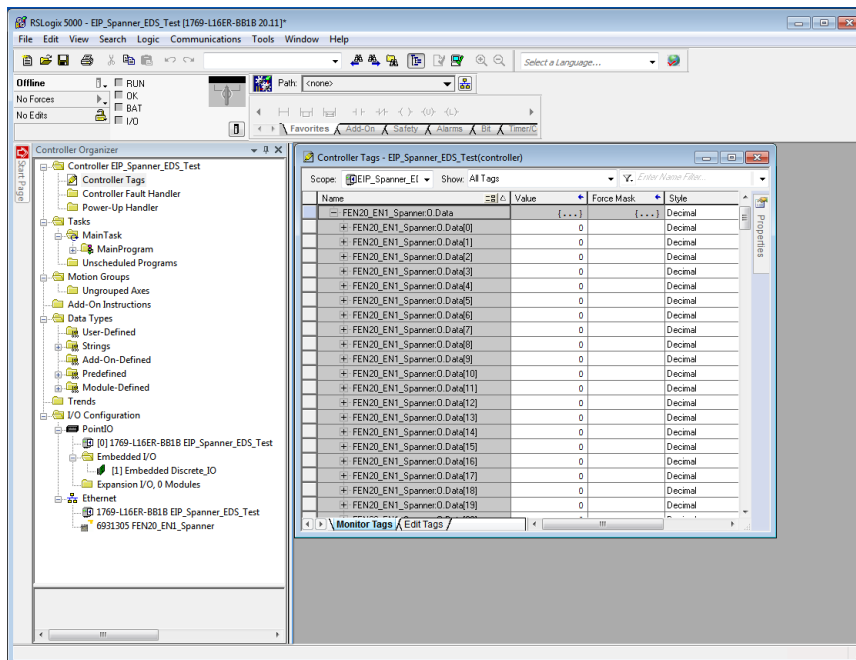 RSLogix 5000 - EIP_Spanner_EDS_Test [1769-L16ER-BB1B 20.11]*
File Edit View Search Logic Communications Tools Window Help
Select a Language...
Offline RUN
No Forces OK
No Edits BAT
I/O
Path: <none>
Favorites Add-On Safety Alarms Bit Timer/C
Start Page
Controller Organizer
Controller EIP_Spanner_EDS_Test
Controller Tags
Controller Fault Handler
Power-Up Handler
Tasks
MainTask
MainProgram
Unscheduled Programs
Motion Groups
Ungrouped Axes
Add-On Instructions
Data Types
User-Defined
Strings
Add-On-Defined
Predefined
Module-Defined
Trends
I/O Configuration
PointIO
[0] 1769-L16ER-BB1B EIP_Spanner_EDS_Test
Embedded I/O
[1] Embedded Discrete_IO
Expansion I/O, 0 Modules
Ethernet
1769-L16ER-BB1B EIP_Spanner_EDS_Test
6931305 FEN20_EN1_Spanner
Controller Tags - EIP_Spanner_EDS_Test(controller)
Scope: EIP_Spanner_E Show: All Tags Enter Name Filter...
Name Value Force Mask Style
FEN20_EN1_Spanner:O.Data {...} {...} Decimal
FEN20_EN1_Spanner:O.Data[0] 0 Decimal
FEN20_EN1_Spanner:O.Data[1] 0 Decimal
FEN20_EN1_Spanner:O.Data[2] 0 Decimal
FEN20_EN1_Spanner:O.Data[3] 0 Decimal
FEN20_EN1_Spanner:O.Data[4] 0 Decimal
FEN20_EN1_Spanner:O.Data[5] 0 Decimal
FEN20_EN1_Spanner:O.Data[6] 0 Decimal
FEN20_EN1_Spanner:O.Data[7] 0 Decimal
FEN20_EN1_Spanner:O.Data[8] 0 Decimal
FEN20_EN1_Spanner:O.Data[9] 0 Decimal
FEN20_EN1_Spanner:O.Data[10] 0 Decimal
FEN20_EN1_Spanner:O.Data[11] 0 Decimal
FEN20_EN1_Spanner:O.Data[12] 0 Decimal
FEN20_EN1_Spanner:O.Data[13] 0 Decimal
FEN20_EN1_Spanner:O.Data[14] 0 Decimal
FEN20_EN1_Spanner:O.Data[15] 0 Decimal
FEN20_EN1_Spanner:O.Data[16] 0 Decimal
FEN20_EN1_Spanner:O.Data[17] 0 Decimal
FEN20_EN1_Spanner:O.Data[18] 0 Decimal
FEN20_EN1_Spanner:O.Data[19] 0 Decimal
Monitor Tags Edit Tags
Properties